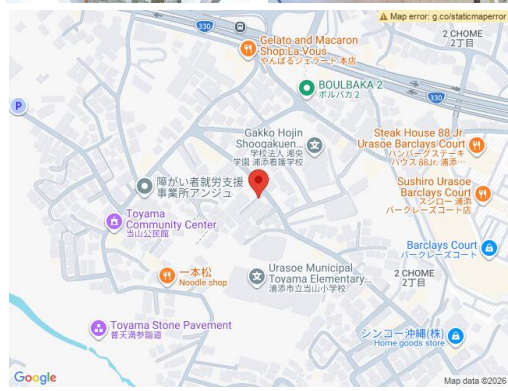 Map error: g.co/staticmaperror
330
Gelato and Macaron
Shop:La.Vous
やんばるジェラート本店
2 CHOME
2丁目
BOULBAKA 2
ボルバカ 2
330
P
Gakko Hojin
Shoogakuen...
学校法人 湘央
学園 浦添看護学校
Steak House 88 Jr.
Urasoe Barclays Court
ハンバーグステーキ
ハウス 88Jr. 浦添…
障がい者就労支援
事業所アンジュ
Sushiro Urasoe
Barclays Court
スシロー浦添
バークレーズコート店
Toyama
Community Center
当山公民館
Barclays Court
バークレーズコート
一本松
Noodle shop
Urasoe Municipal
Toyama Elementary...
浦添市立当山小学校
2 CHOME
2丁目
Toyama Stone Pavement
普天満参詣道
シンコー沖縄(株)
Home goods store
Google
Map data ©2026